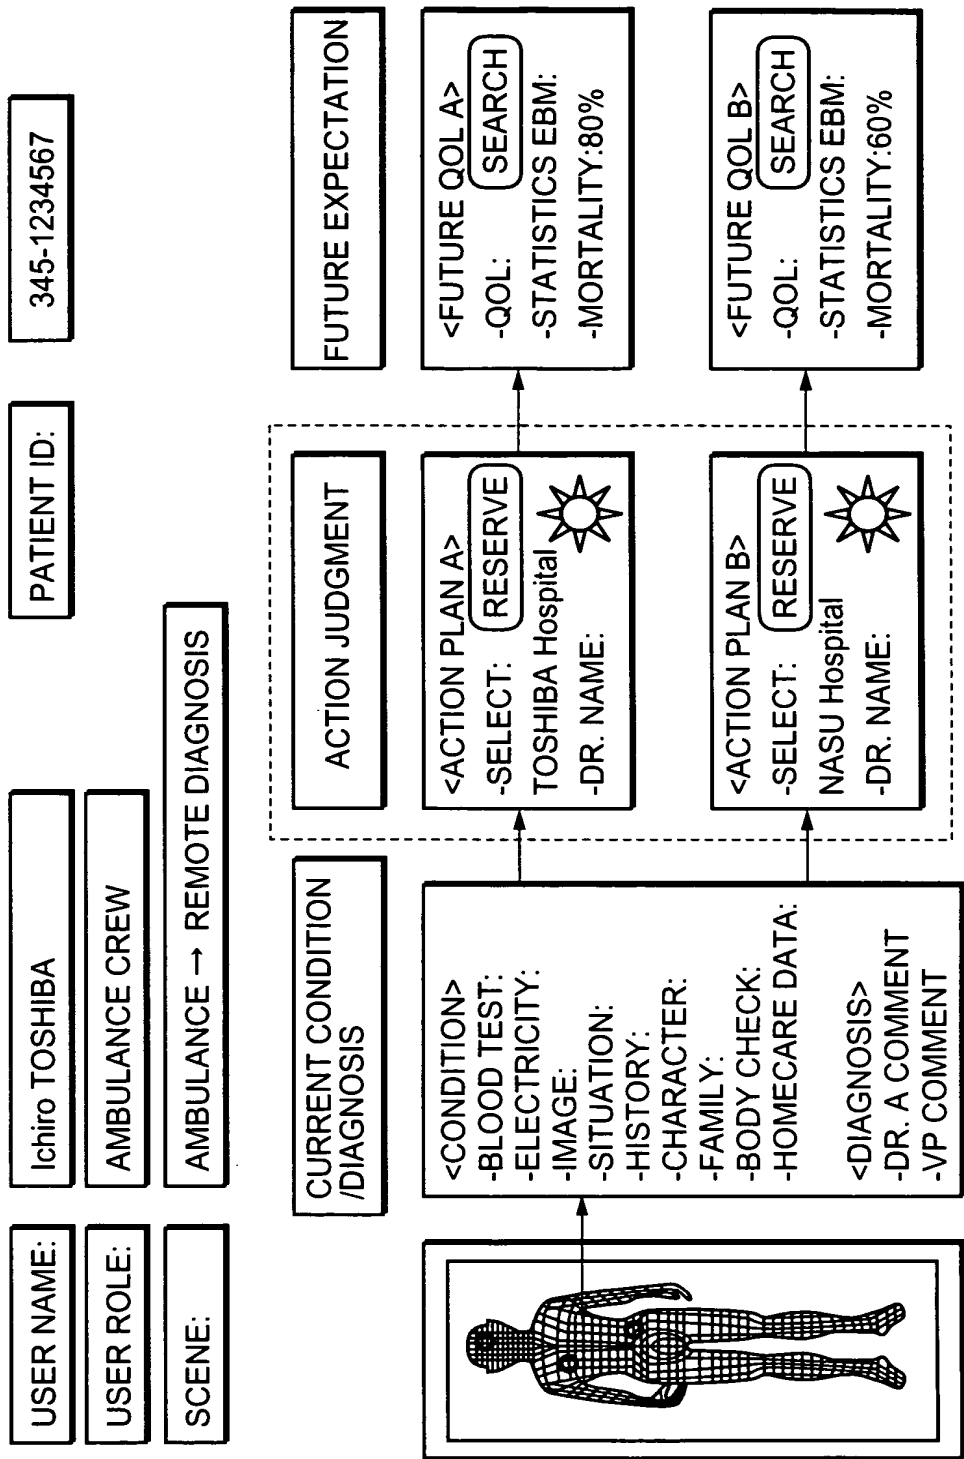 USER NAME:
Ichiro TOSHIBA
PATIENT ID:
345-1234567
USER ROLE:
AMBULANCE CREW
SCENE:
AMBULANCE → REMOTE DIAGNOSIS
CURRENT CONDITION
/DIAGNOSIS
<CONDITION>
-BLOOD TEST:
-ELECTRICITY:
-IMAGE:
-SITUATION:
-HISTORY:
-CHARACTER:
-FAMILY:
-BODY CHECK:
-HOMECARE DATA:
<DIAGNOSIS>
-DR. A COMMENT
-VP COMMENT
ACTION JUDGMENT
<ACTION PLAN A>
-SELECT: RESERVE
TOSHIBA Hospital
-DR. NAME:
<ACTION PLAN B>
-SELECT: RESERVE
NASU Hospital
-DR. NAME:
FUTURE EXPECTATION
<FUTURE QOL A>
-QOL: SEARCH
-STATISTICS EBM:
-MORTALITY:80%
<FUTURE QOL B>
-QOL: SEARCH
-STATISTICS EBM:
-MORTALITY:60%